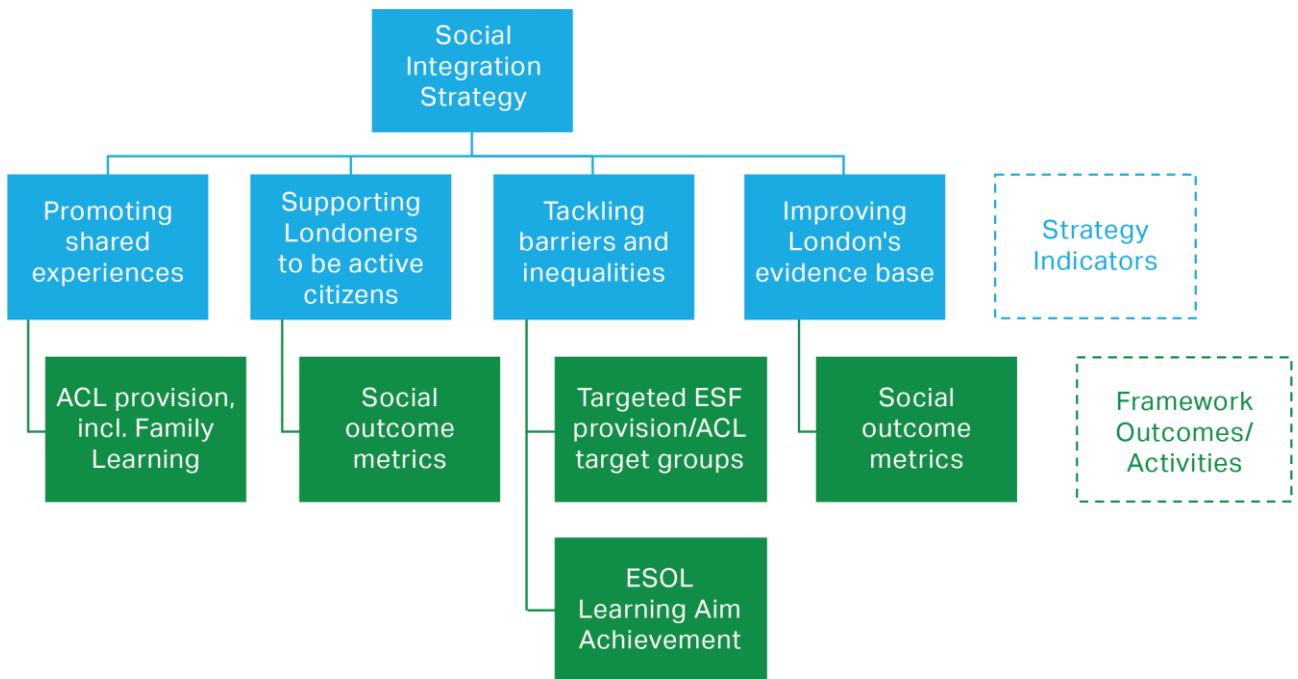 Social
Integration
Strategy
Promoting
shared
experiences
Supporting
Londoners
to be active
citizens
Tackling
barriers and
inequalities
Improving
London's
evidence base
Strategy
Indicators
ACL provision,
incl. Family
Learning
Social
outcome
metrics
Targeted ESF
provision/ACL
target groups
Social
outcome
metrics
Framework
Outcomes/
Activities
ESOL
Learning Aim
Achievement